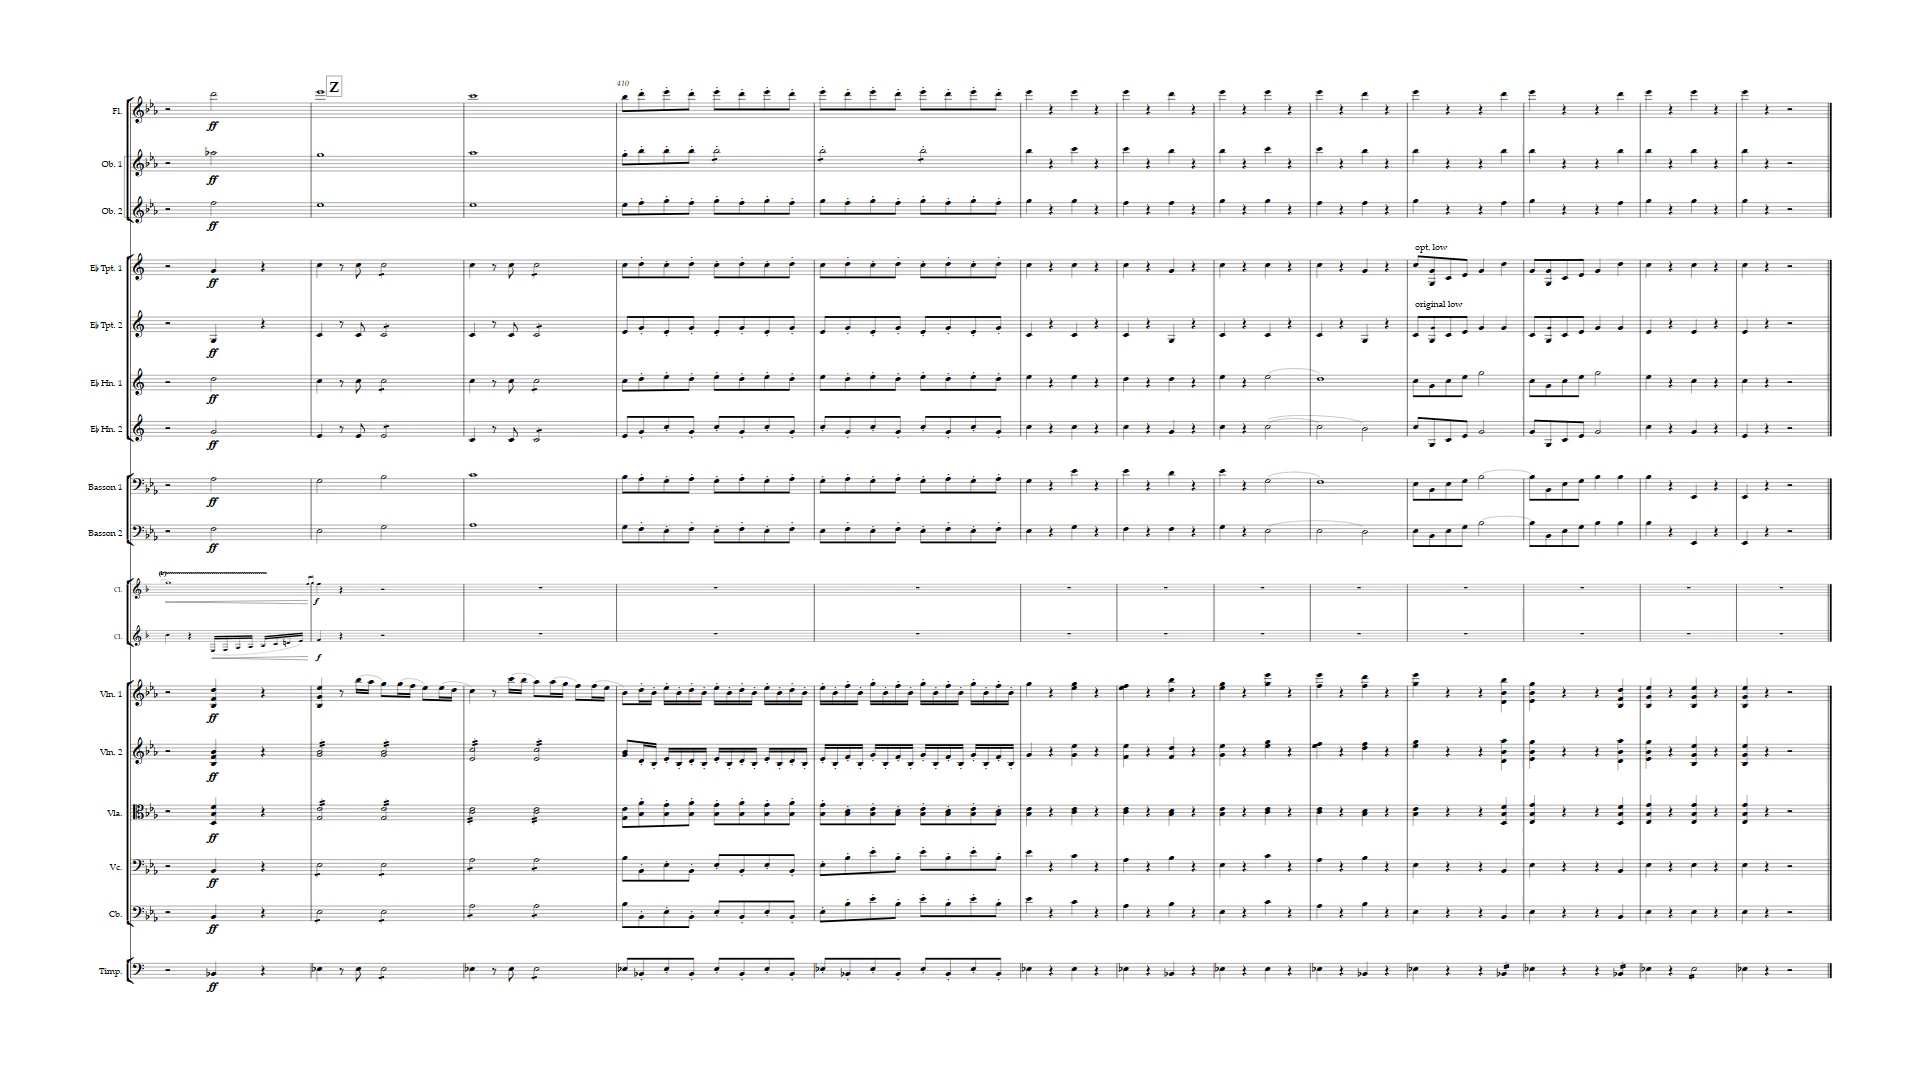 Z
410
Fl.
ff
Ob. 1
ff
Ob. 2
ff
opt. low
E♭ Tpt. 1
ff
original low
E♭ Tpt. 2
ff
E♭ Hn. 1
ff
E♭ Hn. 2
ff
Basson 1
ff
Basson 2
ff
Cl.
f
Cl.
f
Vln. 1
ff
Vln. 2
ff
Vla.
ff
Vc.
ff
Cb.
ff
Timp.
ff